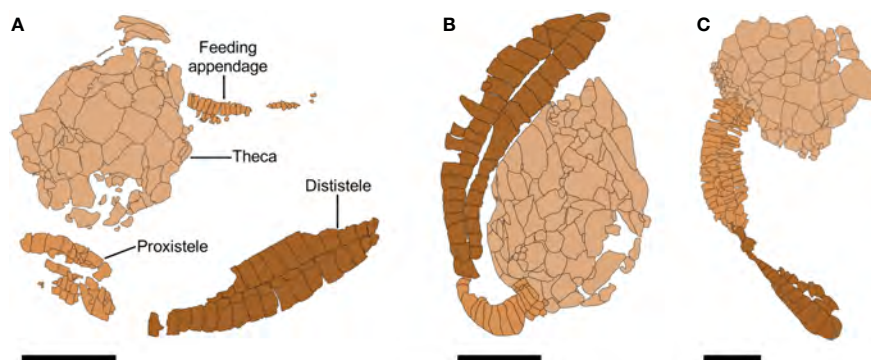 A
B
C
Feeding
appendage
Theca
Dististele
Proxistele